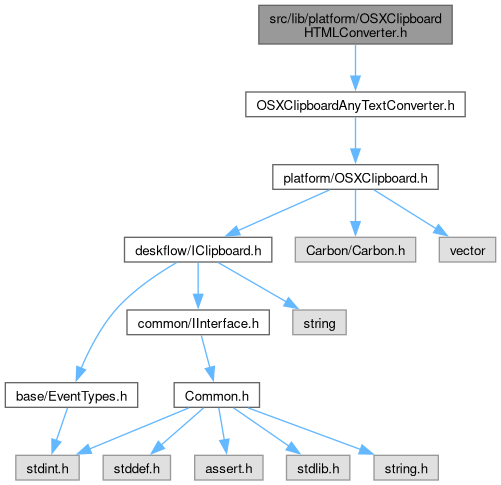 src/lib/platform/OSXClipboard
HTMLConverter.h
OSXClipboardAnyTextConverter.h
platform/OSXClipboard.h
deskflow/IClipboard.h
Carbon/Carbon.h
vector
common/IInterface.h
string
base/EventTypes.h
Common.h
stdint.h
stddef.h
assert.h
stdlib.h
string.h